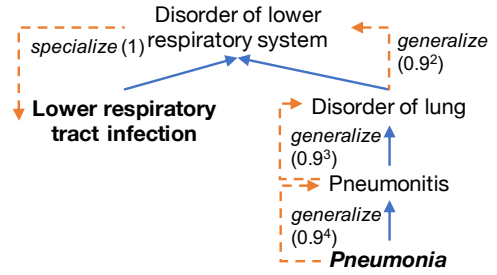 Disorder of lower
respiratory system
specialize (1)
generalize
(0.9²)
Lower respiratory
tract infection
Disorder of lung
generalize
(0.9³)
Pneumonitis
generalize
(0.9⁴)
Pneumonia